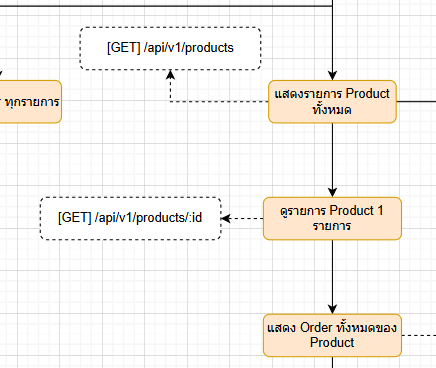 [GET] /api/v1/products
แสดงรายการ Product
ทั้งหมด
ทุกรายการ
[GET] /api/v1/products/:id
ดูรายการ Product 1
รายการ
แสดง Order ทั้งหมดของ
Product